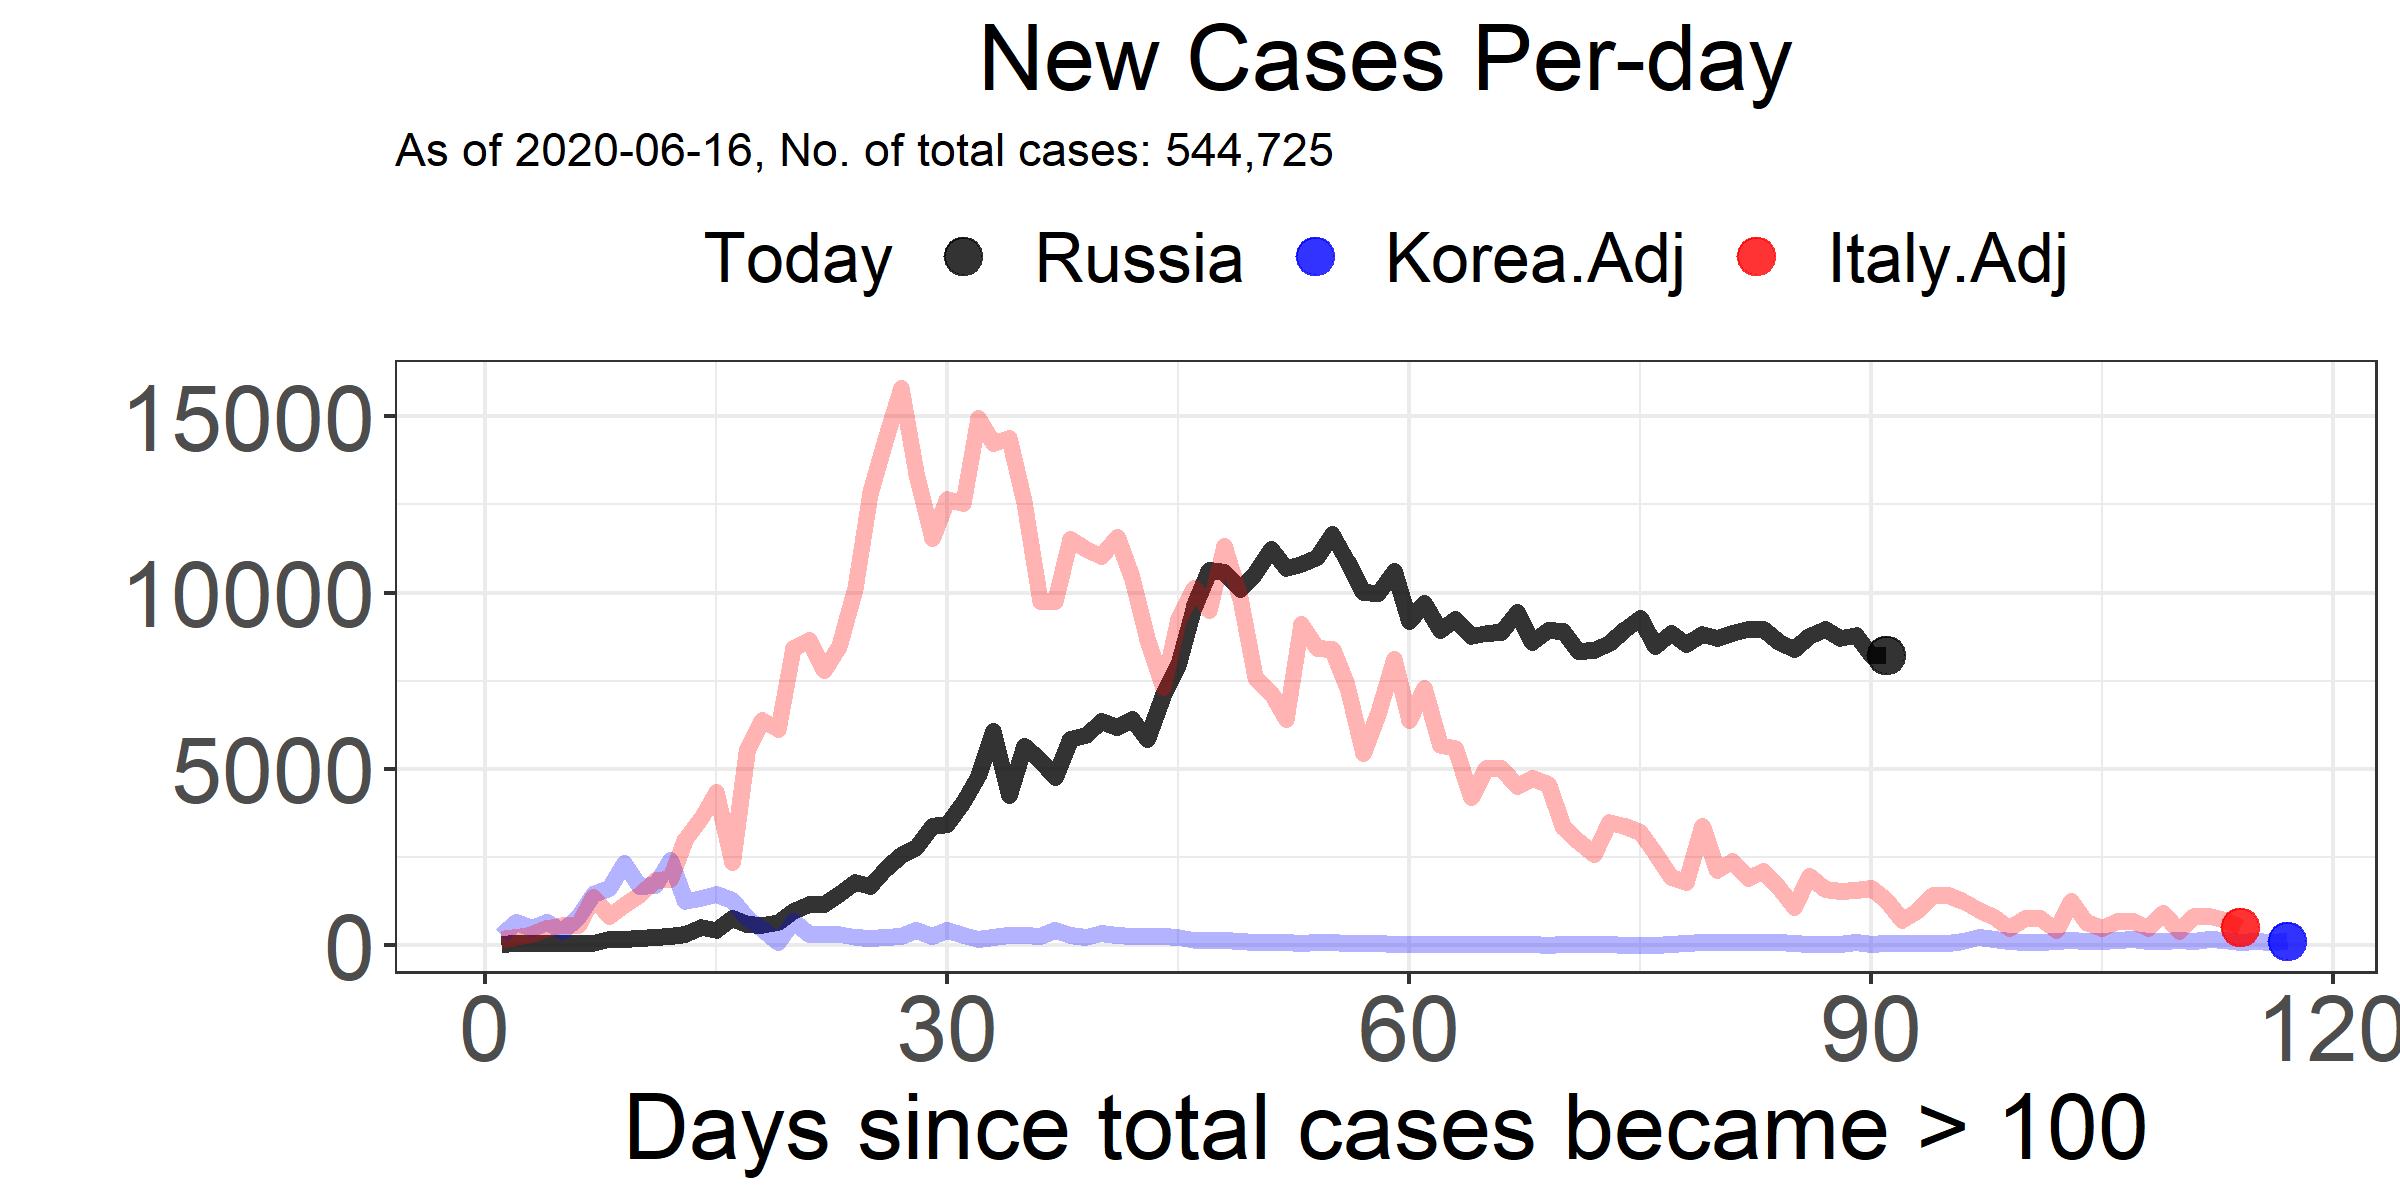 New Cases Per-day
As of 2020-06-16, No. of total cases: 544,725
Today Russia Korea.Adj Italy.Adj
15000
10000
5000
0
0 30 60 90 120
Days since total cases became > 100